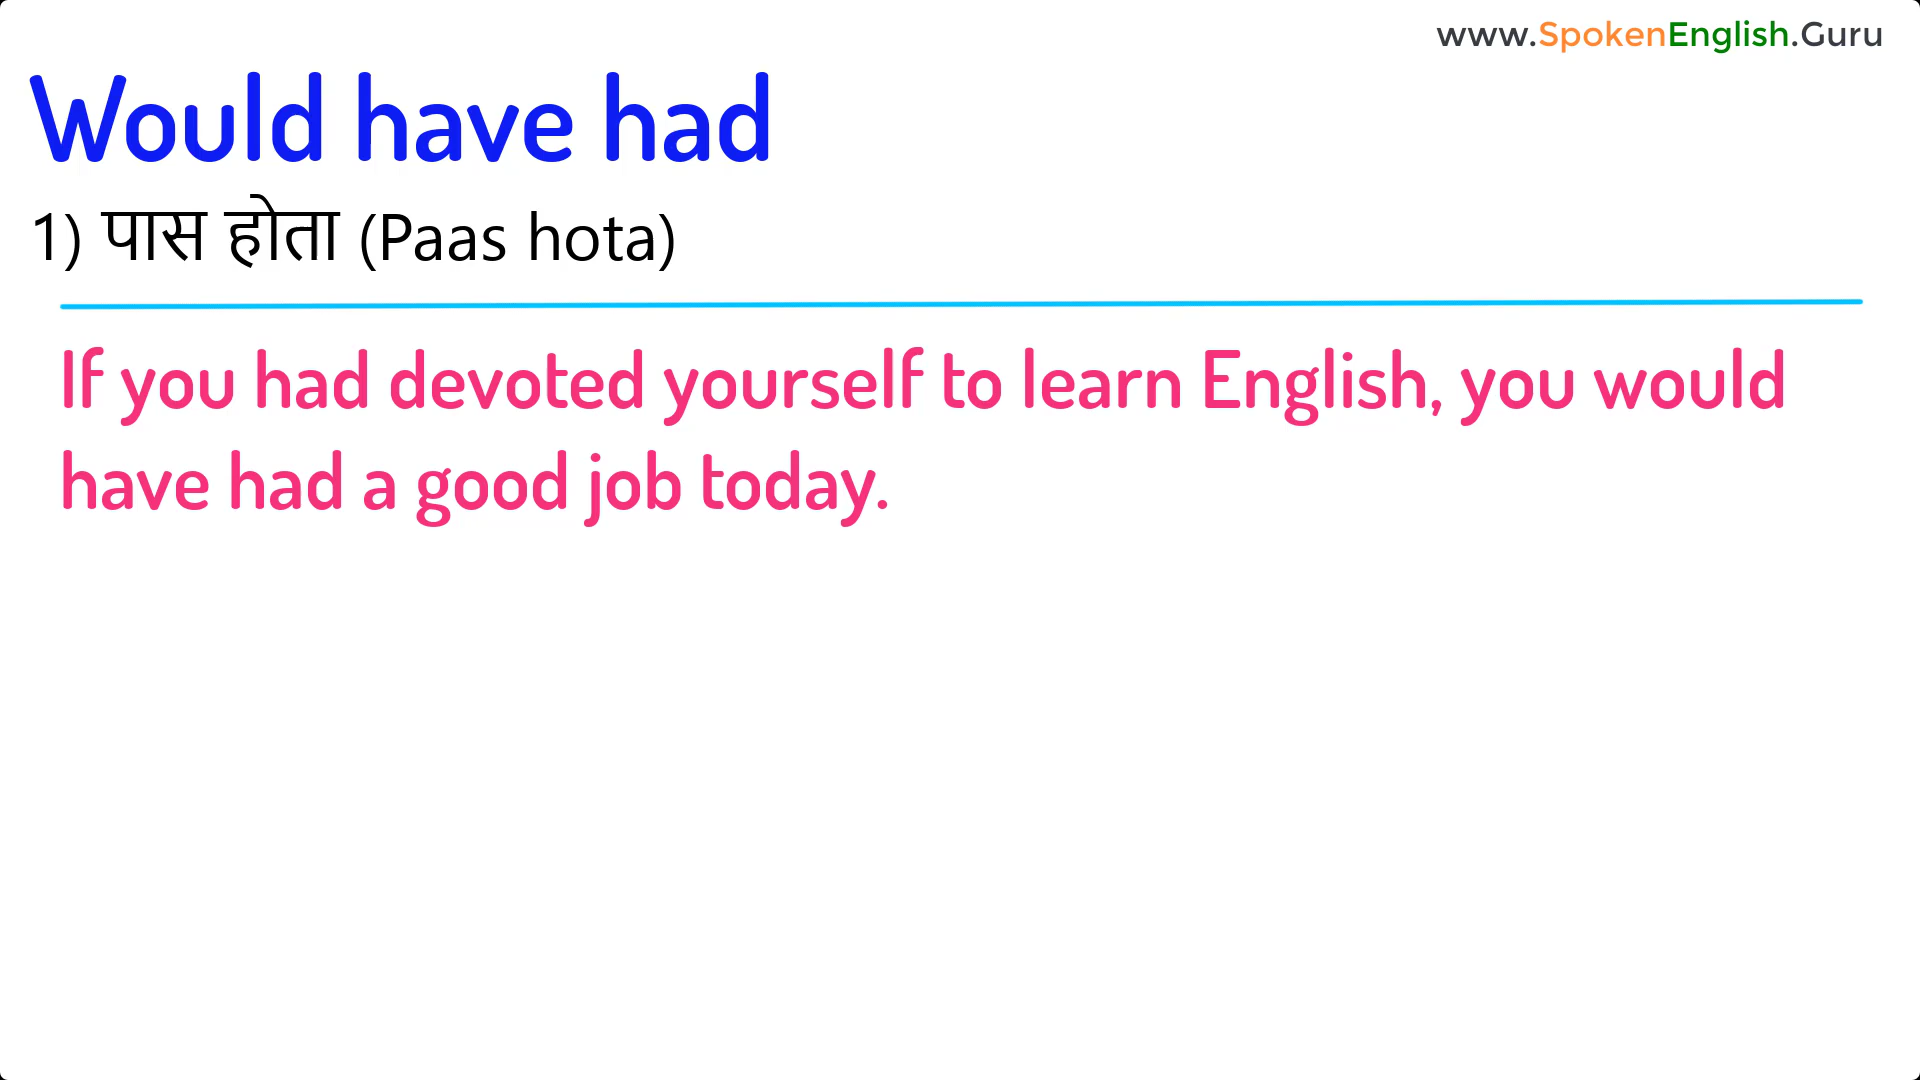 www.SpokenEnglish.Guru
Would have had
1) पास होता (Paas hota)
If you had devoted yourself to learn English, you would
have had a good job today.